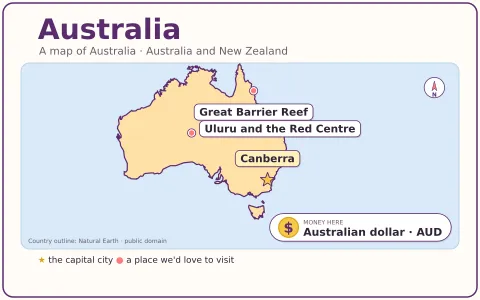 Australia
A map of Australia · Australia and New Zealand
N
Great Barrier Reef
Uluru and the Red Centre
Canberra
$
MONEY HERE
Australian dollar · AUD
Country outline: Natural Earth · public domain
★ the capital city ● a place we'd love to visit